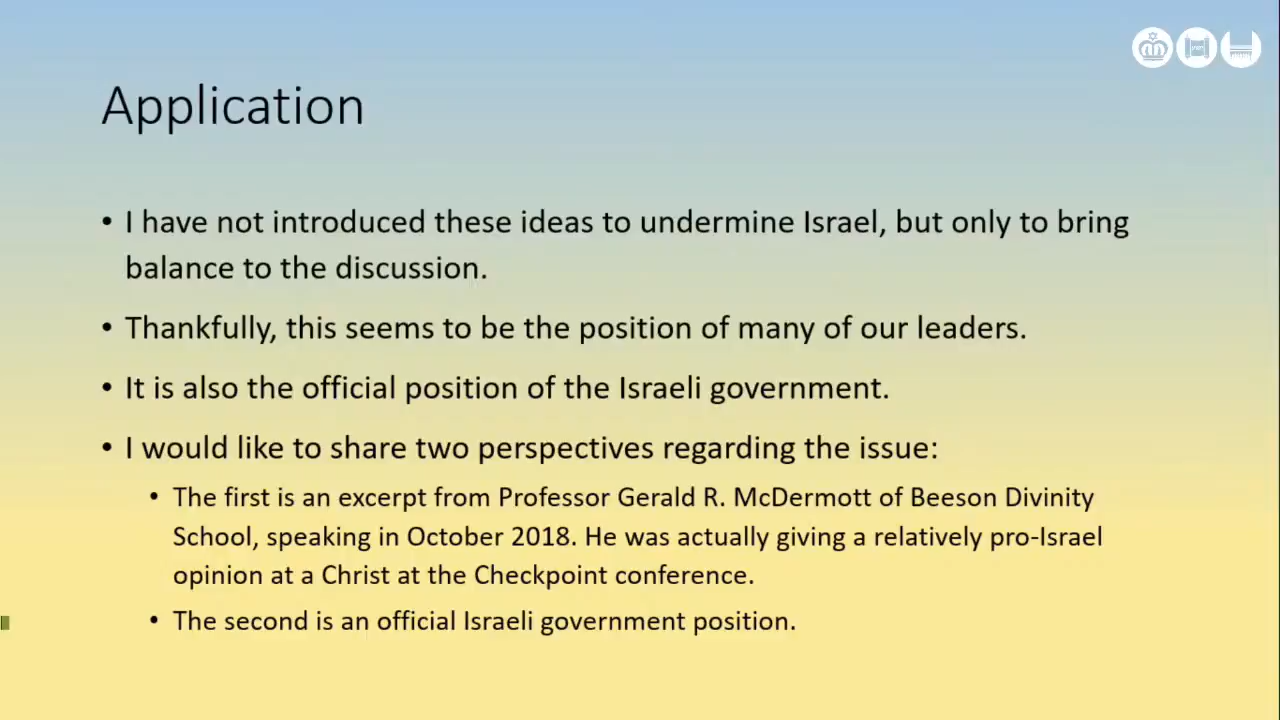 Application
• I have not introduced these ideas to undermine Israel, but only to bring
balance to the discussion.
• Thankfully, this seems to be the position of many of our leaders.
• It is also the official position of the Israeli government.
• I would like to share two perspectives regarding the issue:
• The first is an excerpt from Professor Gerald R. McDermott of Beeson Divinity
School, speaking in October 2018. He was actually giving a relatively pro-Israel
opinion at a Christ at the Checkpoint conference.
• The second is an official Israeli government position.